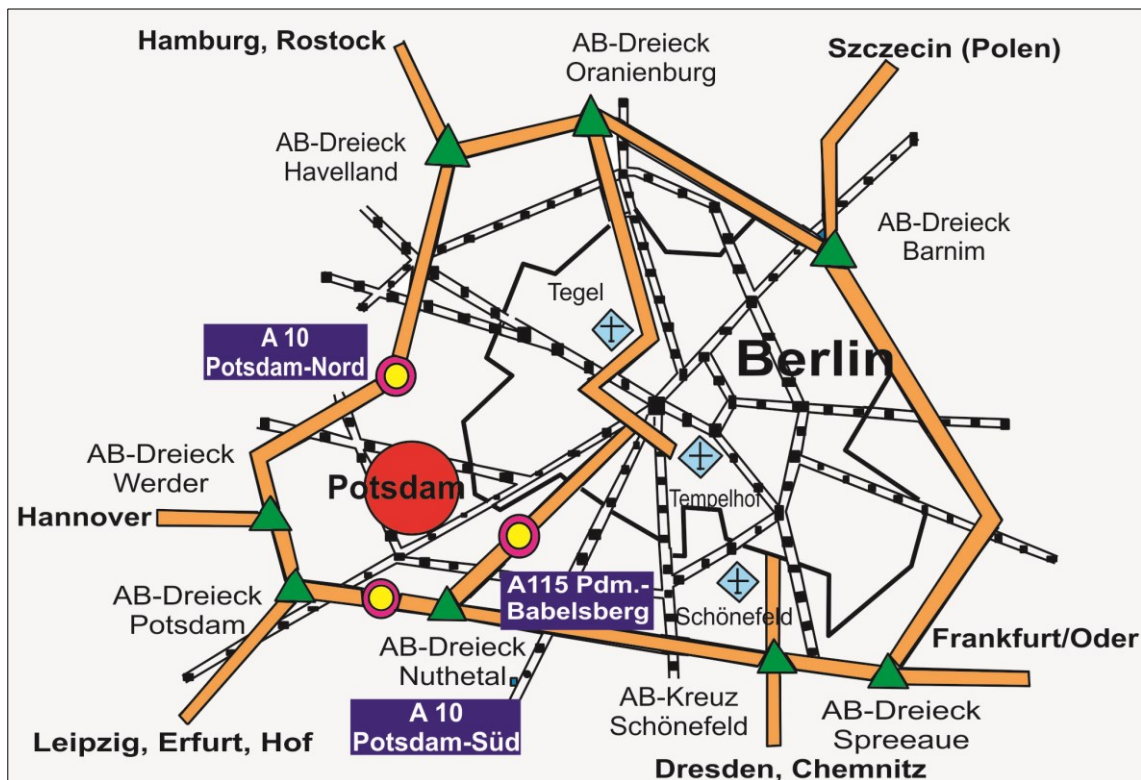 Hamburg, Rostock
AB-Dreieck
Oranienburg
Szczecin (Polen)
AB-Dreieck
Havelland
AB-Dreieck
Barnim
Tegel
A 10
Potsdam-Nord
Berlin
AB-Dreieck
Werder
Potsdam
Hannover
Tempelhof
AB-Dreieck
Potsdam
A115 Pdm.-
Babelsberg
Schönefeld
AB-Dreieck
Nuthetal
Frankfurt/Oder
A 10
Potsdam-Süd
AB-Kreuz
Schönefeld
AB-Dreieck
Spreeaue
Leipzig, Erfurt, Hof
Dresden, Chemnitz